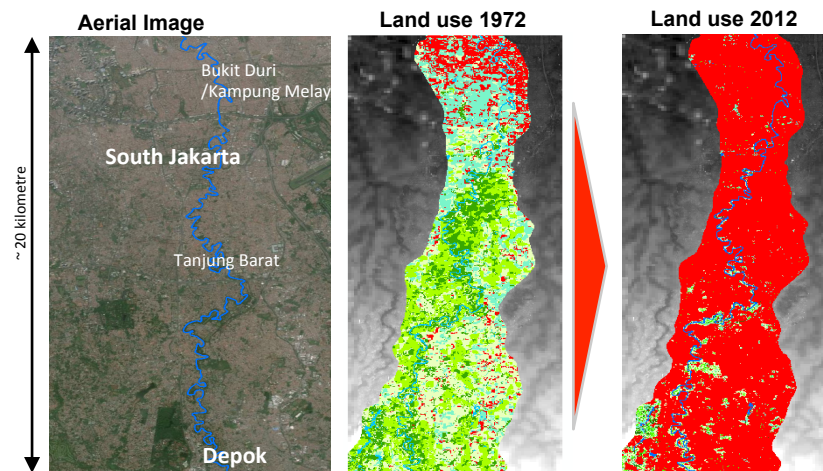 Aerial Image
Land use 1972
Land use 2012
~ 20 kilometre
Bukit Duri
/Kampung Melay
South Jakarta
Tanjung Barat
Depok